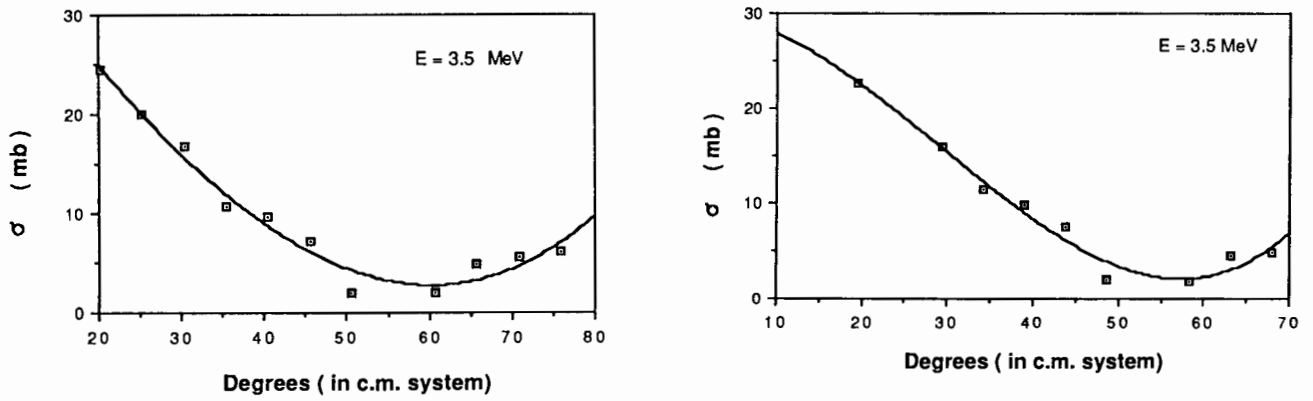 30
20
10
0
σ (mb)
E = 3.5 MeV
20 30 40 50 60 70 80
Degrees ( in c.m. system)
30
20
10
0
σ (mb)
E = 3.5 MeV
10 20 30 40 50 60 70
Degrees ( in c.m. system)